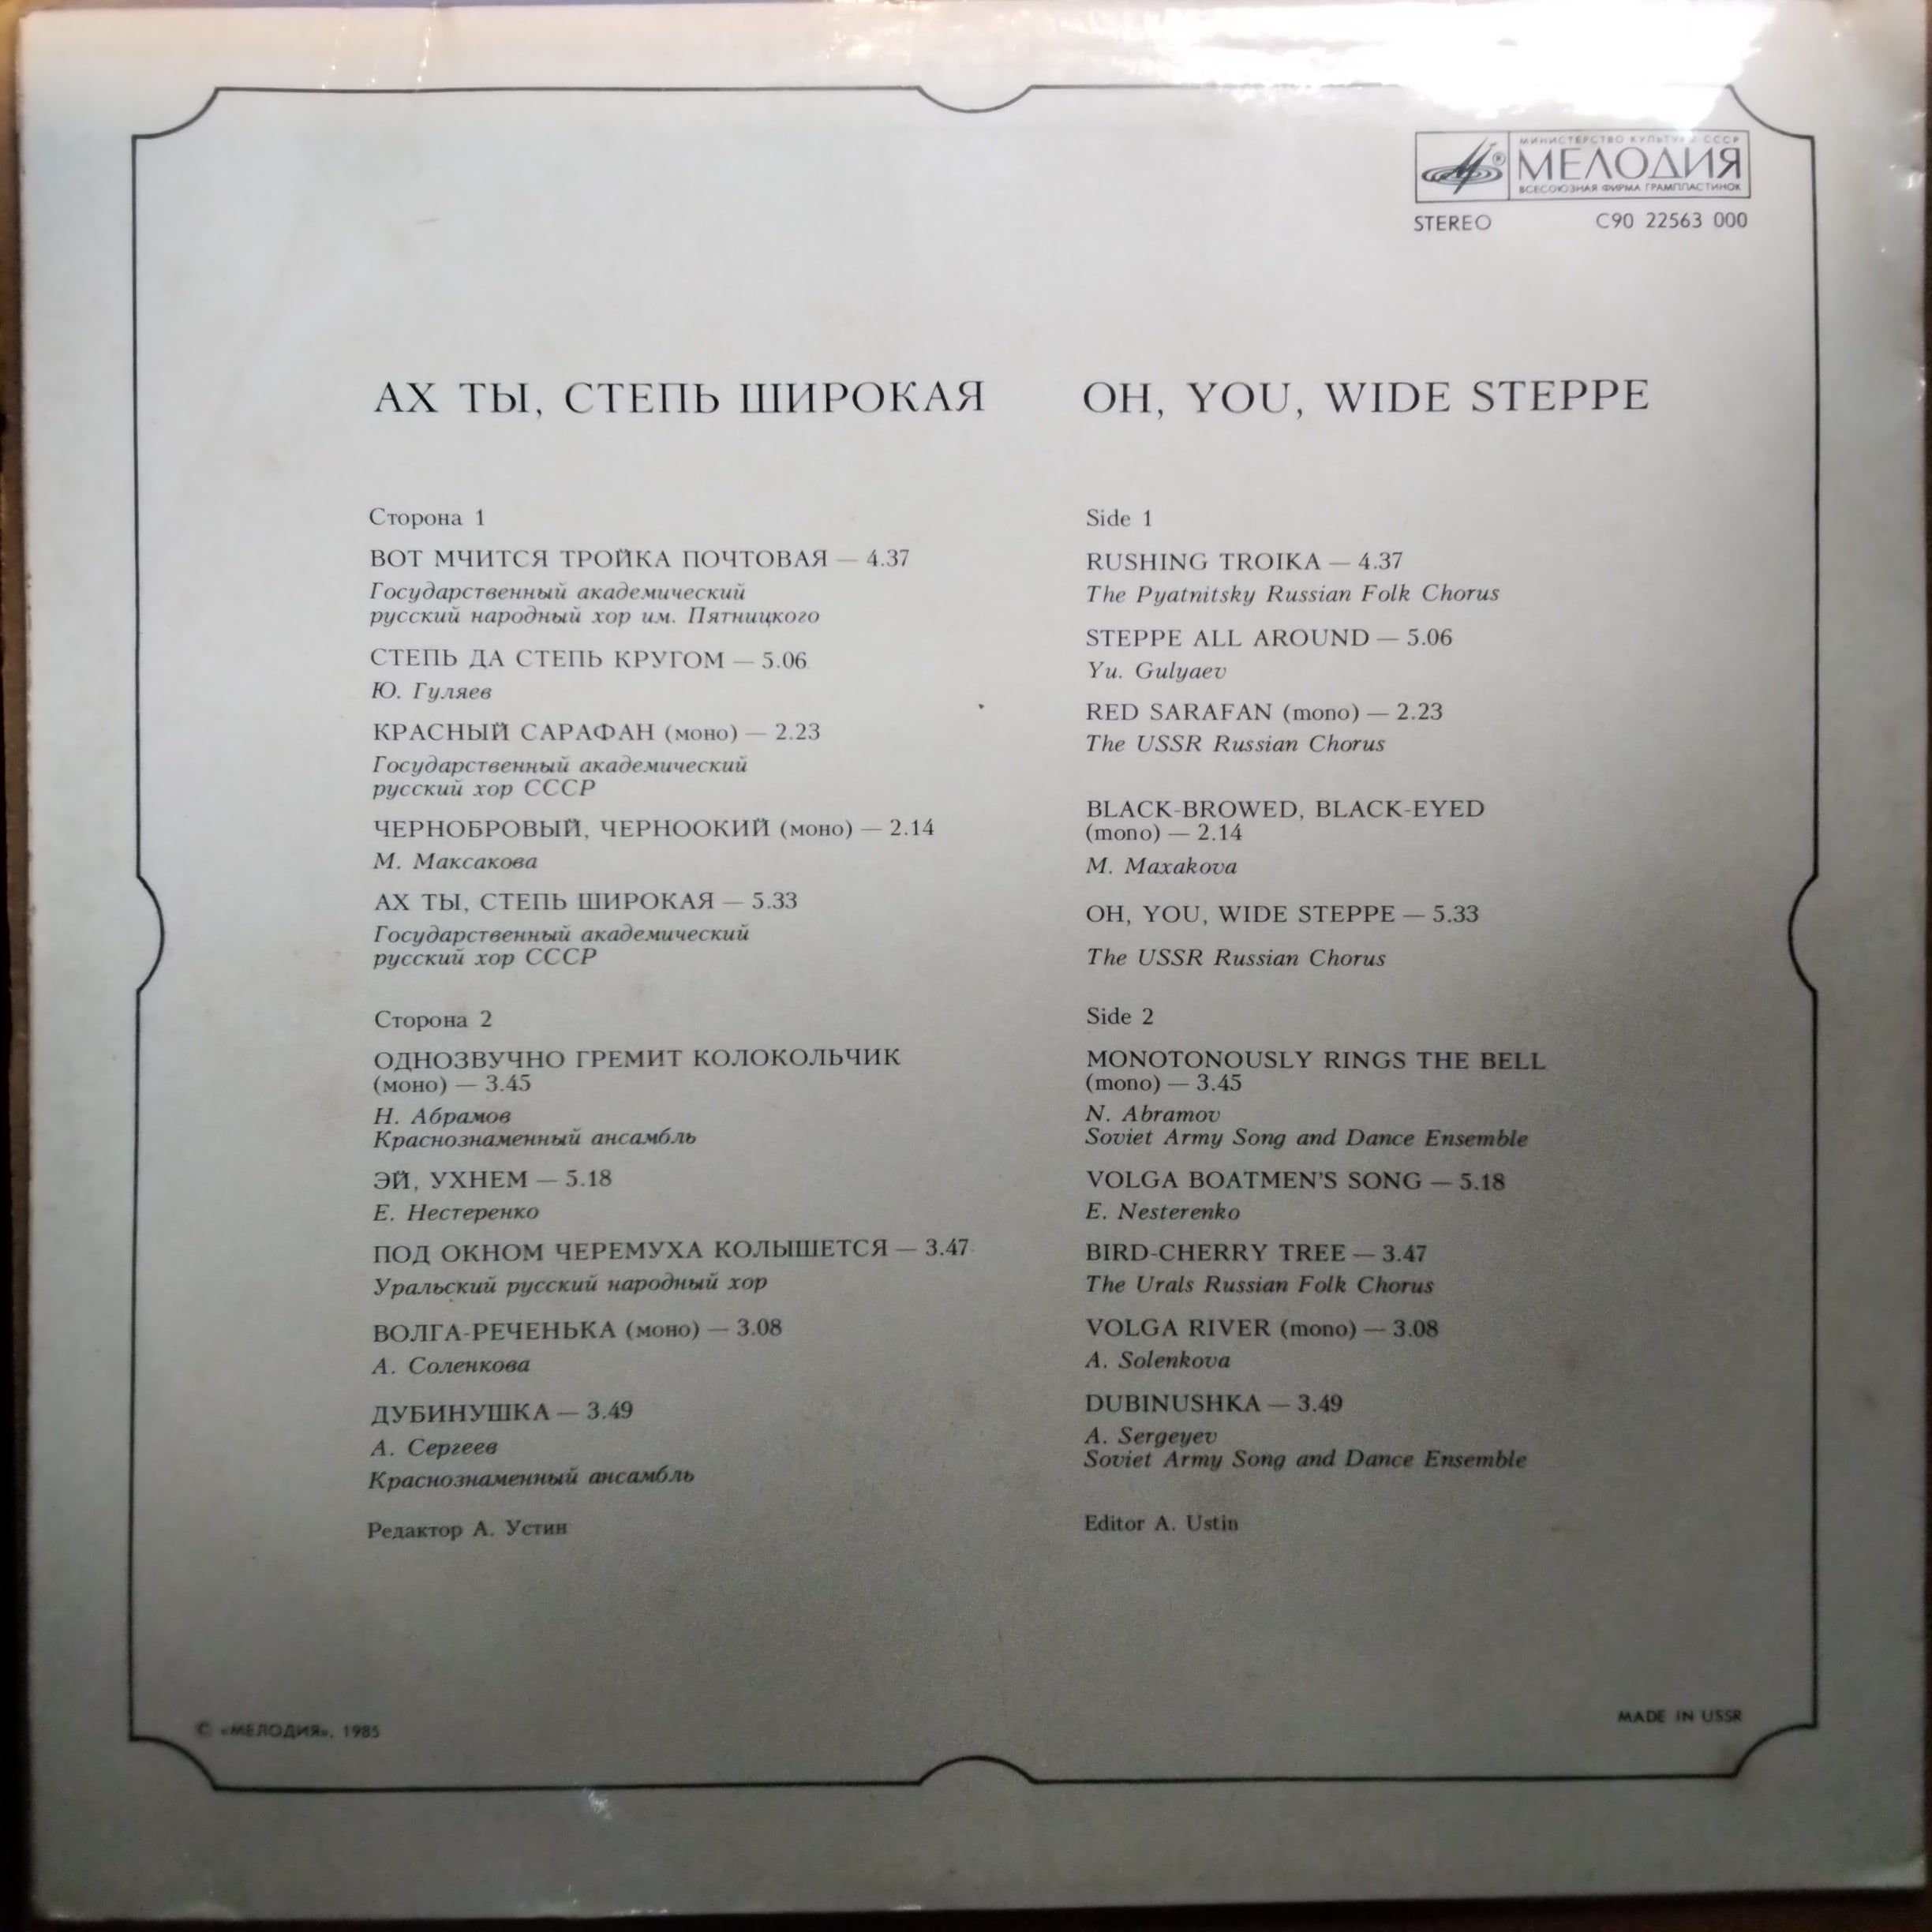 МИНИСТЕРСТВО КУЛЬТУРЫ СССР
МЕЛОДИЯ
ВСЕСОЮЗНАЯ ФИРМА ГРАМПЛАСТИНОК
STEREO С90 22563 000
АХ ТЫ, СТЕПЬ ШИРОКАЯ
Сторона 1
ВОТ МЧИТСЯ ТРОЙКА ПОЧТОВАЯ — 4.37
Государственный академический
русский народный хор им. Пятницкого
СТЕПЬ ДА СТЕПЬ КРУГОМ — 5.06
Ю. Гуляев
КРАСНЫЙ САРАФАН (моно) — 2.23
Государственный академический
русский хор СССР
ЧЕРНОБРОВЫЙ, ЧЕРНООКИЙ (моно) — 2.14
М. Максакова
АХ ТЫ, СТЕПЬ ШИРОКАЯ — 5.33
Государственный академический
русский хор СССР
Сторона 2
ОДНОЗВУЧНО ГРЕМИТ КОЛОКОЛЬЧИК
(моно) — 3.45
Н. Абрамов
Краснознаменный ансамбль
ЭЙ, УХНЕМ — 5.18
Е. Нестеренко
ПОД ОКНОМ ЧЕРЕМУХА КОЛЫШЕТСЯ — 3.47
Уральский русский народный хор
ВОЛГА-РЕЧЕНЬКА (моно) — 3.08
А. Соленкова
ДУБИНУШКА — 3.49
А. Сергеев
Краснознаменный ансамбль
Редактор А. Устин
OH, YOU, WIDE STEPPE
Side 1
RUSHING TROIKA — 4.37
The Pyatnitsky Russian Folk Chorus
STEPPE ALL AROUND — 5.06
Yu. Gulyaev
RED SARAFAN (mono) — 2.23
The USSR Russian Chorus
BLACK-BROWED, BLACK-EYED
(mono) — 2.14
M. Maxakova
OH, YOU, WIDE STEPPE — 5.33
The USSR Russian Chorus
Side 2
MONOTONOUSLY RINGS THE BELL
(mono) — 3.45
N. Abramov
Soviet Army Song and Dance Ensemble
VOLGA BOATMEN'S SONG — 5.18
E. Nesterenko
BIRD-CHERRY TREE — 3.47
The Urals Russian Folk Chorus
VOLGA RIVER (mono) — 3.08
A. Solenkova
DUBINUSHKA — 3.49
A. Sergeyev
Soviet Army Song and Dance Ensemble
Editor A. Ustin
© «МЕЛОДИЯ», 1985
MADE IN USSR